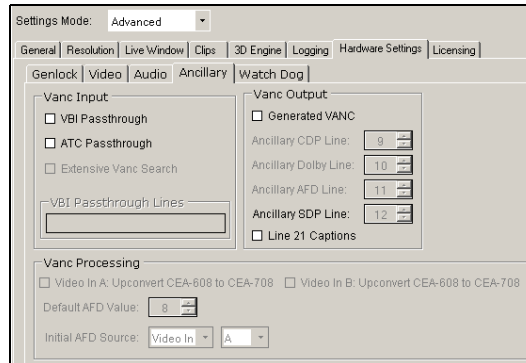 Settings Mode: Advanced
General Resolution Live Window Clips 3D Engine Logging Hardware Settings Licensing
Genlock Video Audio Ancillary Watch Dog
Vanc Input
VBI Passthrough
ATC Passthrough
Extensive Vanc Search
VBI Passthrough Lines
Vanc Output
Generated VANC
Ancillary CDP Line: 9
Ancillary Dolby Line: 10
Ancillary AFD Line: 11
Ancillary SDP Line: 12
Line 21 Captions
Vanc Processing
Video In A: Upconvert CEA-608 to CEA-708 Video In B: Upconvert CEA-608 to CEA-708
Default AFD Value: 8
Initial AFD Source: Video In A